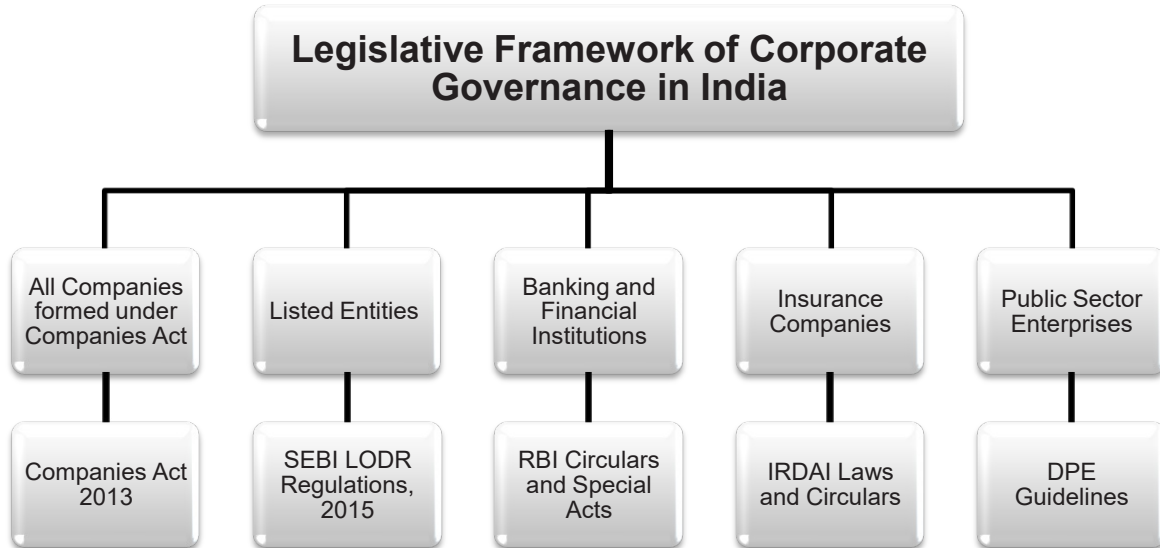 Legislative Framework of Corporate
Governance in India
All Companies
formed under
Companies Act
Listed Entities
Banking and
Financial
Institutions
Insurance
Companies
Public Sector
Enterprises
Companies Act
2013
SEBI LODR
Regulations,
2015
RBI Circulars
and Special
Acts
IRDAI Laws
and Circulars
DPE
Guidelines